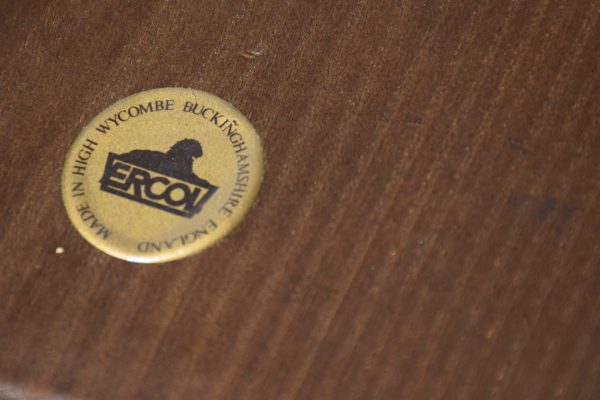 MADE IN HIGH WYCOMBE BUCKINGHAMSHIRE ENGLAND
ERCOL